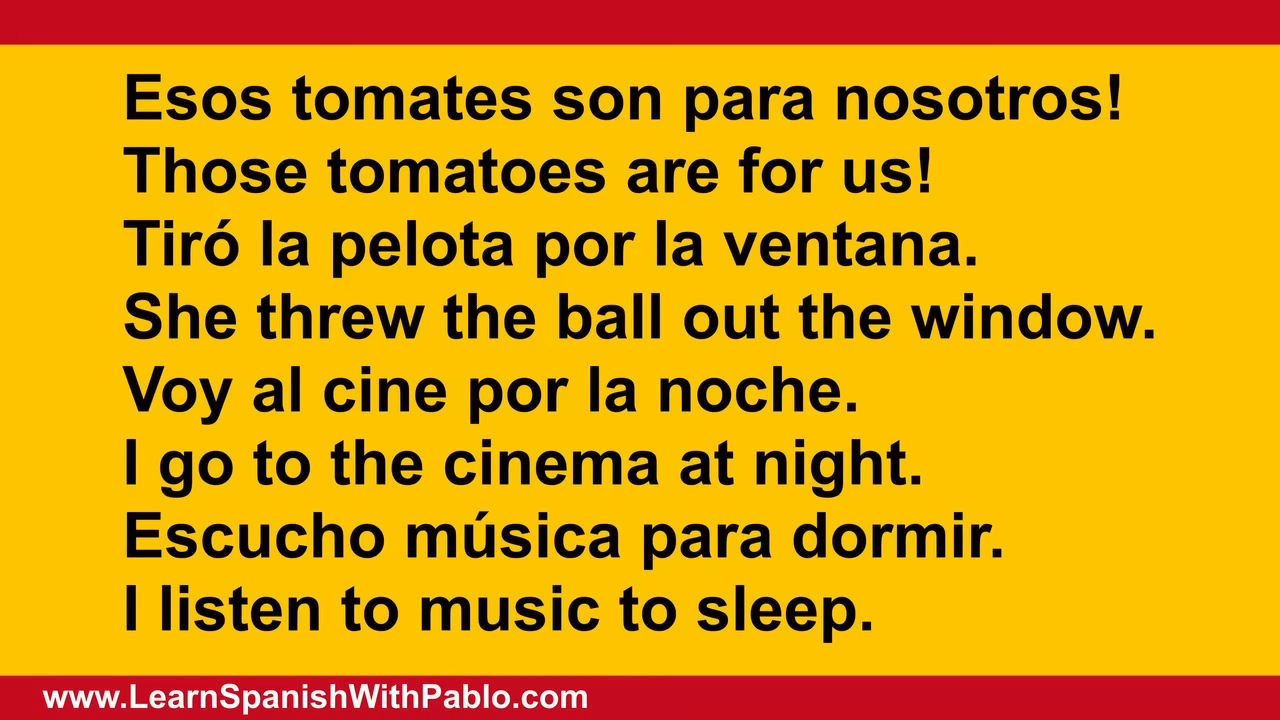 Esos tomates son para nosotros!
Those tomatoes are for us!
Tiró la pelota por la ventana.
She threw the ball out the window.
Voy al cine por la noche.
I go to the cinema at night.
Escucho música para dormir.
I listen to music to sleep.
www.LearnSpanishWithPablo.com